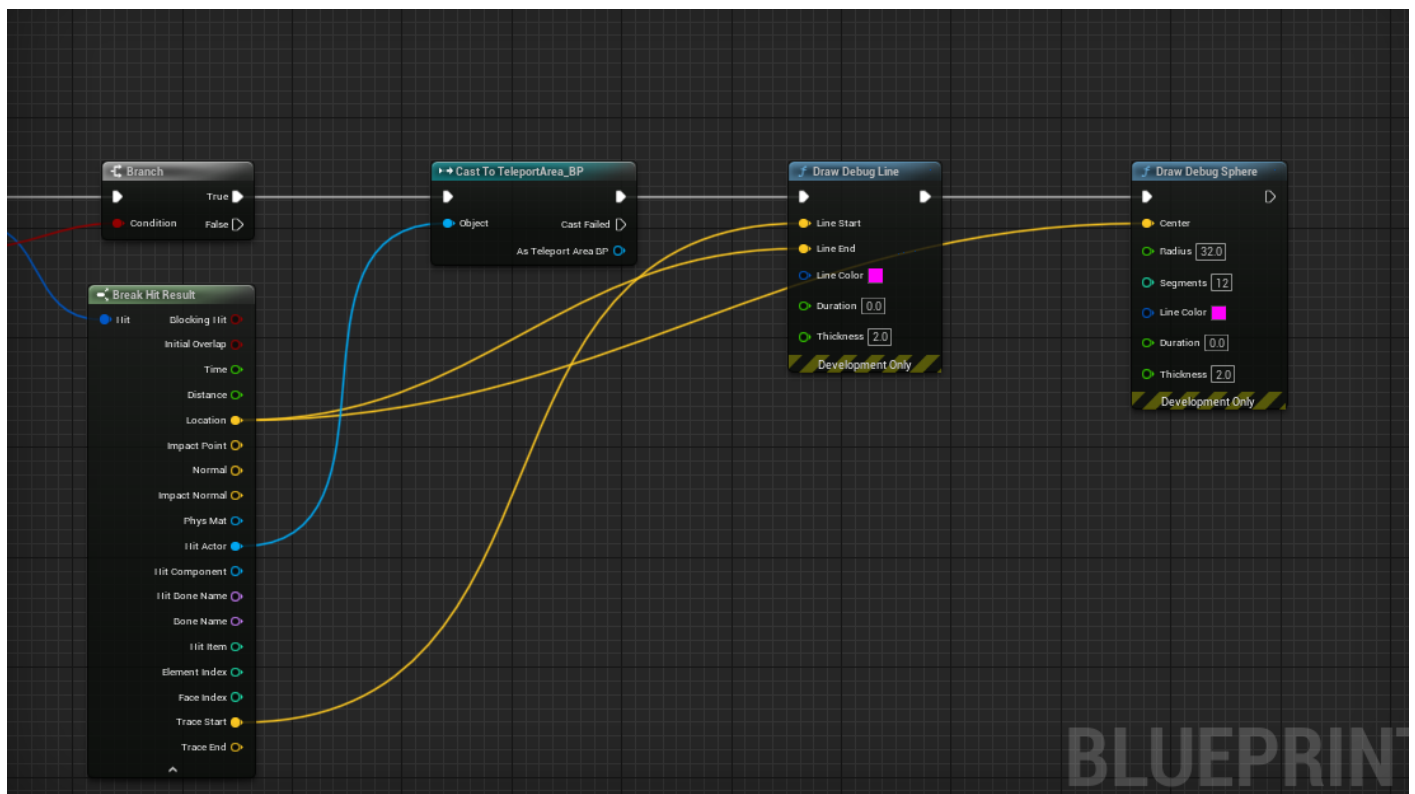 Branch
True
Condition
False
Break Hit Result
Hit
Blocking Hit
Initial Overlap
Time
Distance
Location
Impact Point
Normal
Impact Normal
Phys Mat
Hit Actor
Hit Component
Hit Bone Name
Bone Name
Hit Item
Element Index
Face Index
Trace Start
Trace End
Cast To TeleportArea_BP
Object
Cast Failed
As Teleport Area BP
f Draw Debug Line
Line Start
Line End
Line Color
Duration 0.0
Thickness 2.0
Development Only
f Draw Debug Sphere
Center
Radius 32.0
Segments 12
Line Color
Duration 0.0
Thickness 2.0
Development Only
BLUEPRINT